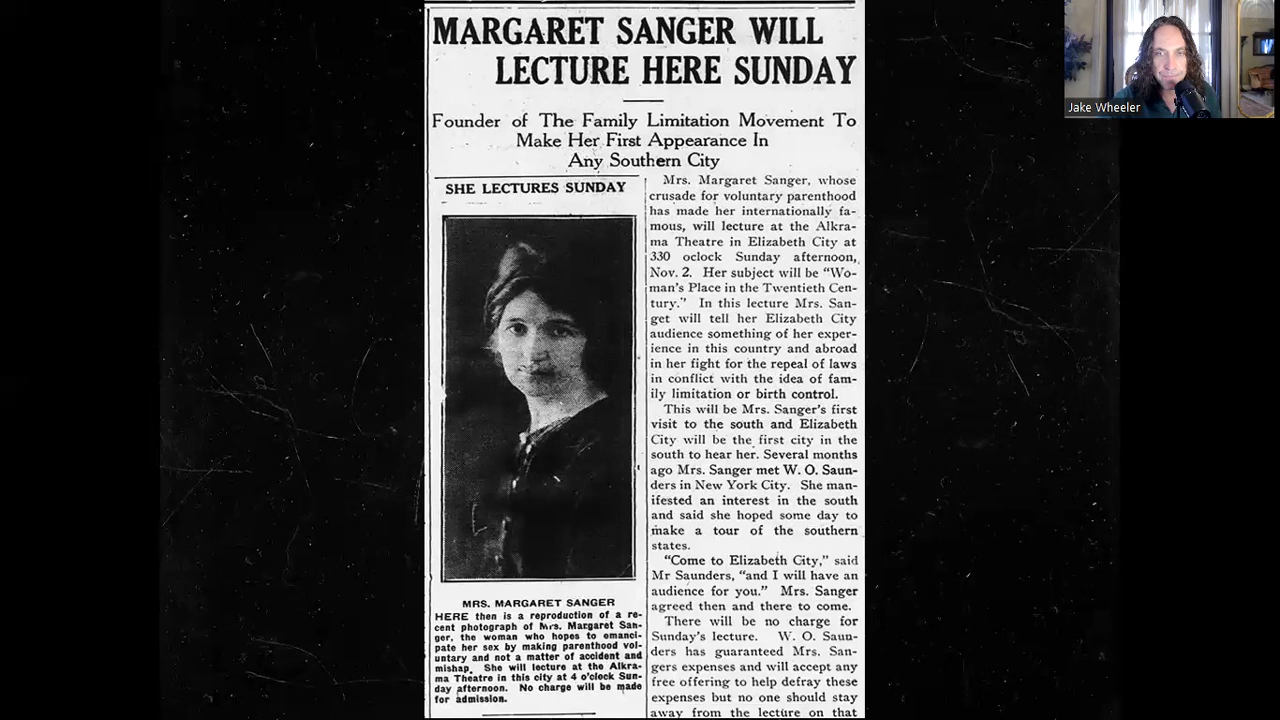 MARGARET SANGER WILL
LECTURE HERE SUNDAY
Founder of The Family Limitation Movement To
Make Her First Appearance In
Any Southern City
SHE LECTURES SUNDAY
MRS. MARGARET SANGER
HERE then is a reproduction of a re-
cent photograph of Mrs. Margaret San-
ger, the woman who hopes to emanci-
pate her sex by making parenthood vol-
untary and not a matter of accident and
mishap. She will lecture at the Alkra-
ma Theatre in this city at 4 o'clock Sun-
day afternoon. No charge will be made
for admission.
Mrs. Margaret Sanger, whose
crusade for voluntary parenthood
has made her internationally fa-
mous, will lecture at the Alkra-
ma Theatre in Elizabeth City at
330 oclock Sunday afternoon,
Nov. 2. Her subject will be "Wo-
man's Place in the Twentieth Cen-
tury." In this lecture Mrs. San-
get will tell her Elizabeth City
audience something of her exper-
ience in this country and abroad
in her fight for the repeal of laws
in conflict with the idea of fam-
ily limitation or birth control.
This will be Mrs. Sanger's first
visit to the south and Elizabeth
City will be the first city in the
south to hear her. Several months
ago Mrs. Sanger met W. O. Saun-
ders in New York City. She man-
ifested an interest in the south
and said she hoped some day to
make a tour of the southern
states.
"Come to Elizabeth City," said
Mr Saunders, "and I will have an
audience for you." Mrs. Sanger
agreed then and there to come.
There will be no charge for
Sunday's lecture. W. O. Saun-
ders has guaranteed Mrs. San-
gers expenses and will accept any
free offering to help defray these
expenses but no one should stay
away from the lecture on that
Jake Wheeler